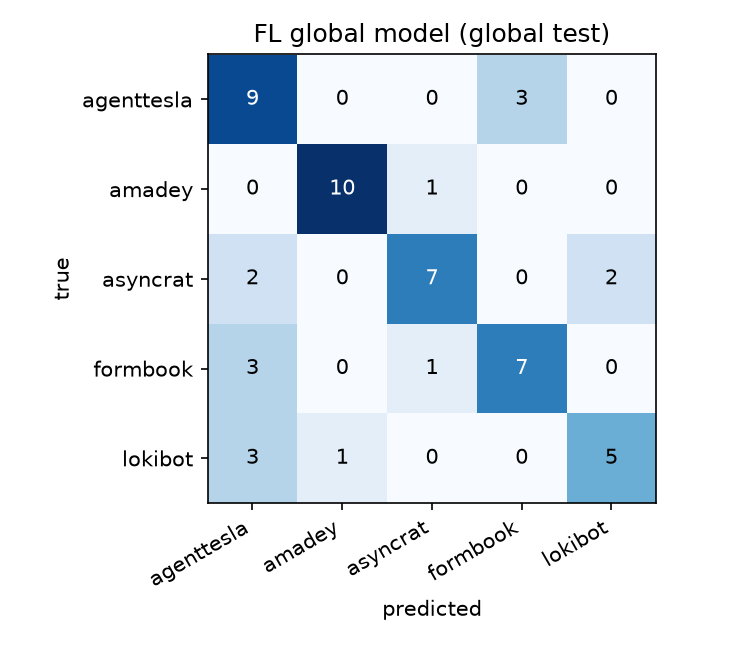 FL global model (global test)
agenttesla 9 0 0 3 0
amadey 0 10 1 0 0
true
asyncrat 2 0 7 0 2
formbook 3 0 1 7 0
lokibot 3 1 0 0 5
agenttesla amadey asyncrat formbook lokibot
predicted